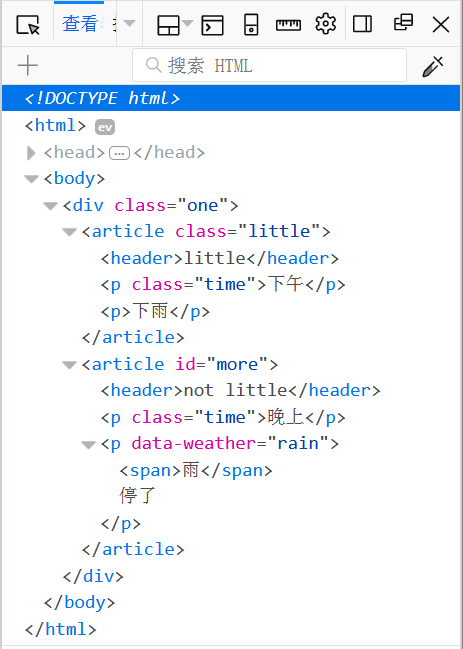 查看
搜索 HTML
<!DOCTYPE html>
<html> ev
<head>…</head>
<body>
<div class="one">
<article class="little">
<header>little</header>
<p class="time">下午</p>
<p>下雨</p>
</article>
<article id="more">
<header>not little</header>
<p class="time">晚上</p>
<p data-weather="rain">
<span>雨</span>
停了
</p>
</article>
</div>
</body>
</html>